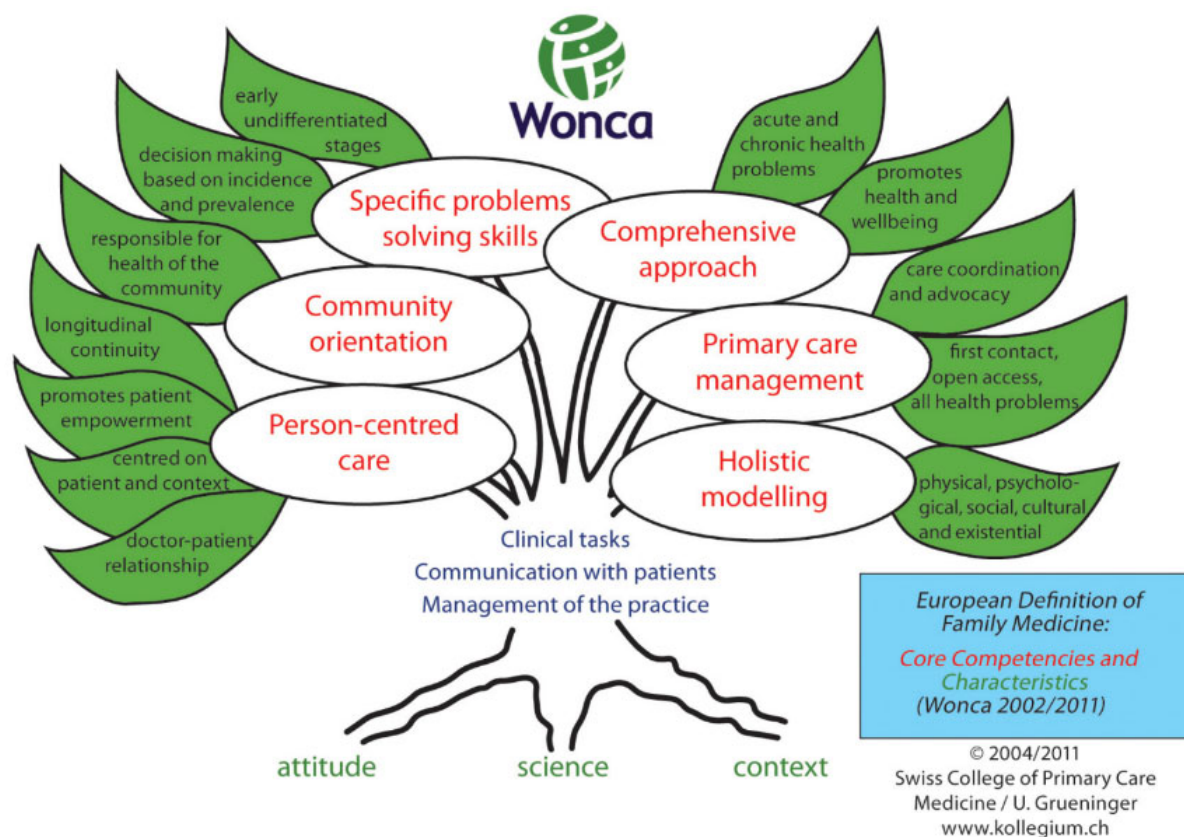 Wonca
early
undifferentiated
stages
decision making
based on incidence
and prevalence
responsible for
health of the
community
longitudinal
continuity
promotes patient
empowerment
centred on
patient and context
doctor-patient
relationship
Specific problems
solving skills
Community
orientation
Person-centred
care
Comprehensive
approach
Primary care
management
Holistic
modelling
acute and
chronic health
problems
promotes
health and
wellbeing
care coordination
and advocacy
first contact,
open access,
all health problems
physical, psycholo-
gical, social, cultural
and existential
Clinical tasks
Communication with patients
Management of the practice
attitude
science
context
European Definition of
Family Medicine:
Core Competencies and
Characteristics
(Wonca 2002/2011)
© 2004/2011
Swiss College of Primary Care
Medicine / U. Grueninger
www.kollegium.ch